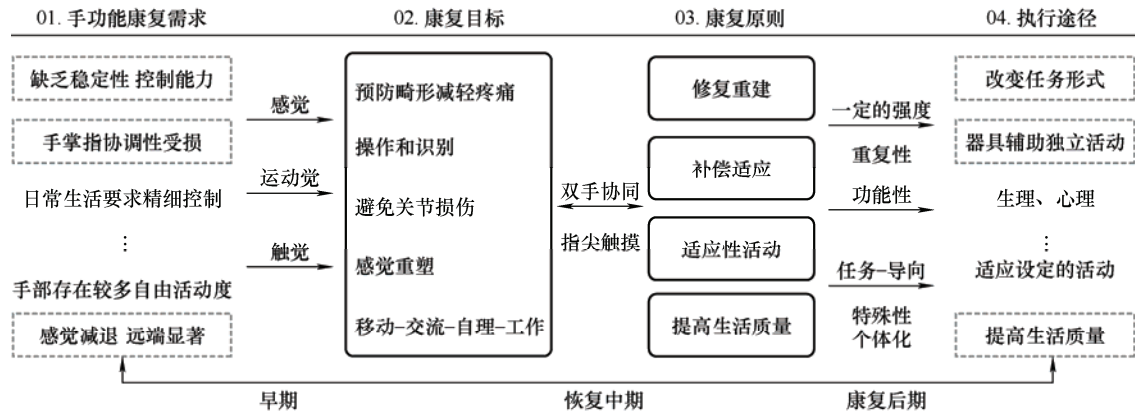 01. 手功能康复需求
02. 康复目标
03. 康复原则
04. 执行途径
缺乏稳定性 控制能力
手掌指协调性受损
日常生活要求精细控制
⋮
手部存在较多自由活动度
感觉减退 远端显著
感觉
运动觉
触觉
预防畸形减轻疼痛
操作和识别
避免关节损伤
感觉重塑
移动–交流–自理–工作
双手协同
指尖触摸
修复重建
补偿适应
适应性活动
提高生活质量
一定的强度
重复性
功能性
任务–导向
特殊性
个体化
改变任务形式
器具辅助独立活动
生理、心理
⋮
适应设定的活动
提高生活质量
早期
恢复中期
康复后期